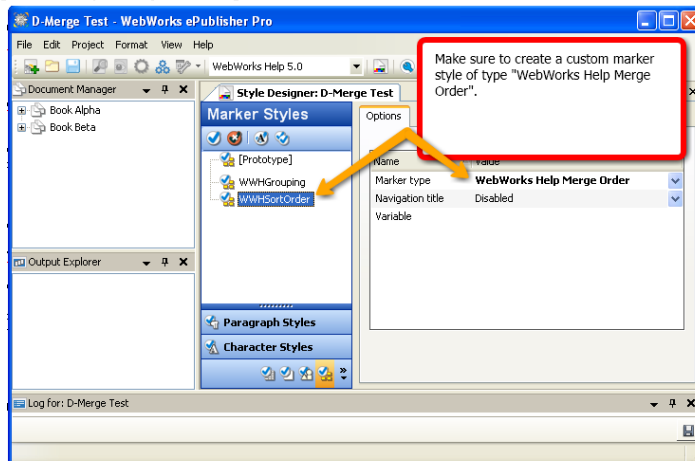 D-Merge Test - WebWorks ePublisher Pro
File Edit Project Format View Help
WebWorks Help 5.0
Make sure to create a custom marker
style of type "WebWorks Help Merge
Order".
Document Manager
Book Alpha
Book Beta
Style Designer: D-Merge Test
Marker Styles
[Prototype]
WWHGrouping
WWHSortOrder
Options
Name Value
Marker type WebWorks Help Merge Order
Navigation title Disabled
Variable
Output Explorer
Paragraph Styles
Character Styles
Log for: D-Merge Test